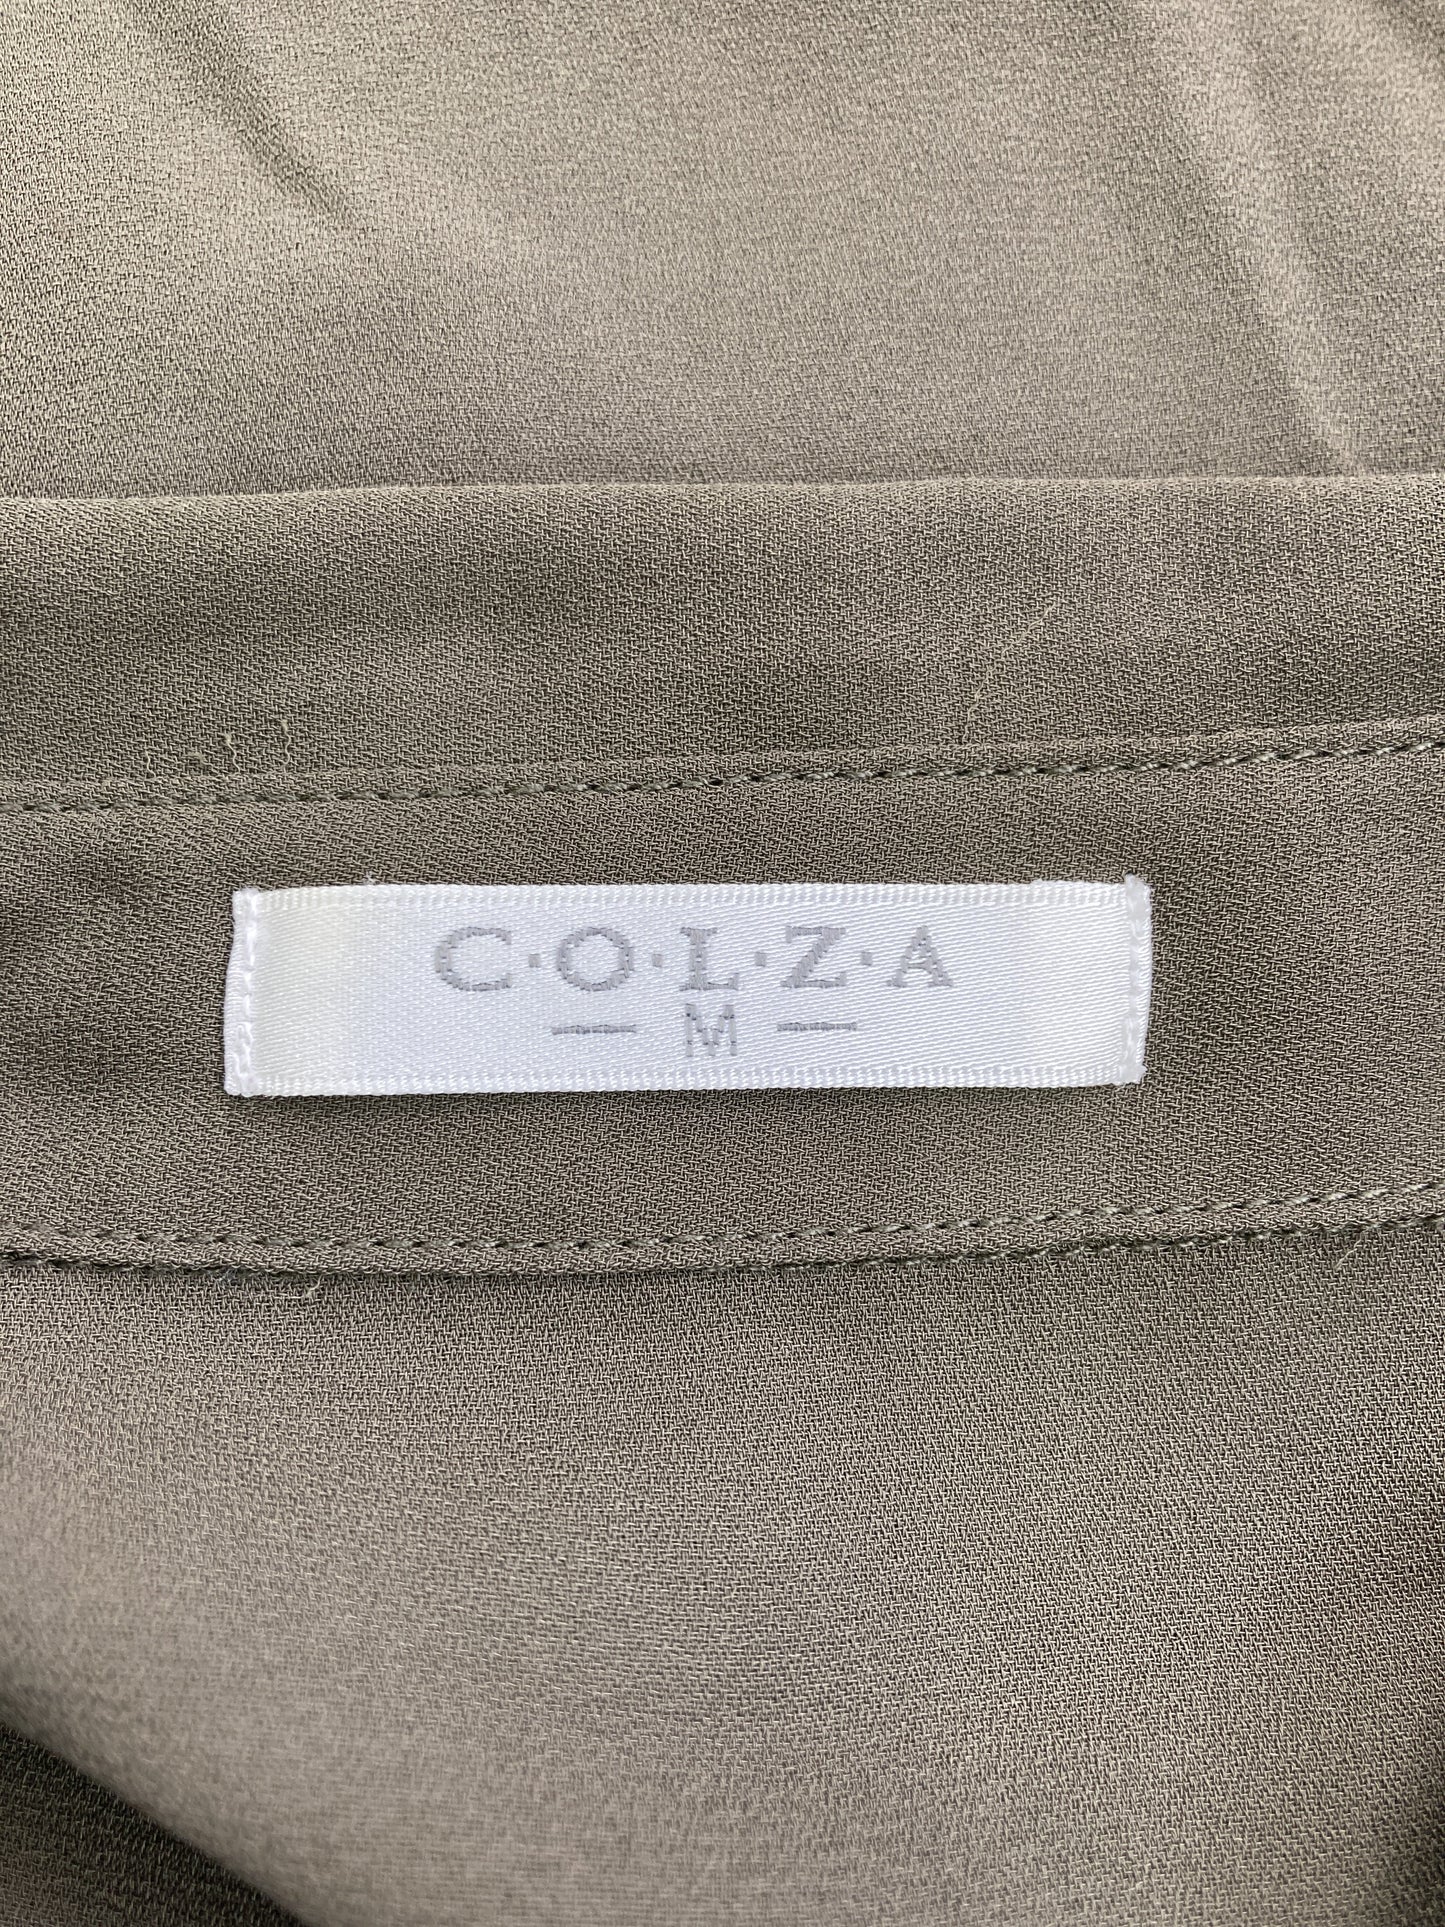 C·O·L·Z·A
— M —